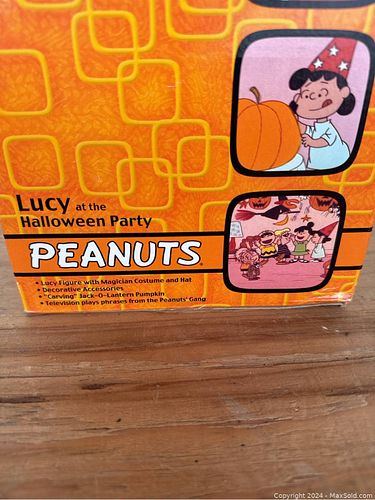 Lucy at the
Halloween Party
PEANUTS
• Lucy Figure with Magician Costume and Hat
• Decorative Accessories
• "Carving" Jack-O-Lantern Pumpkin
• Television plays phrases from the Peanuts' Gang
Copyright 2024 - MaxSold.com